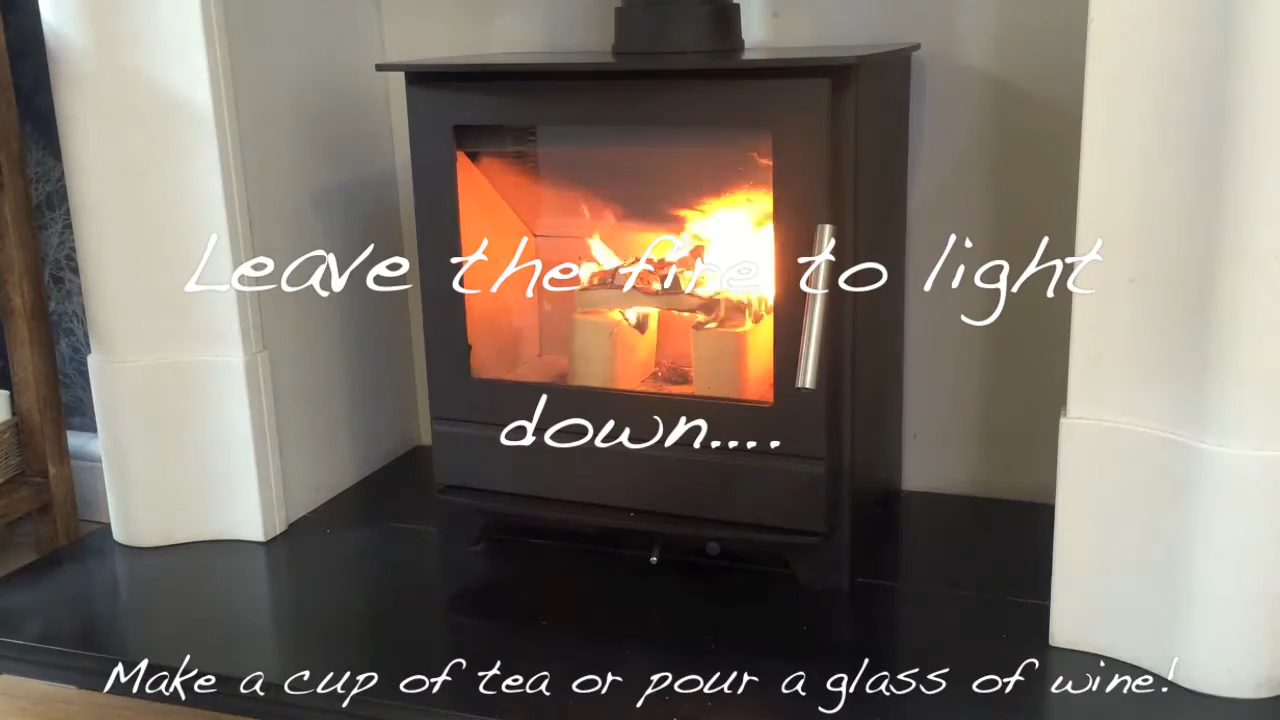 Leave the fire to light
down....
Make a cup of tea or pour a glass of wine!